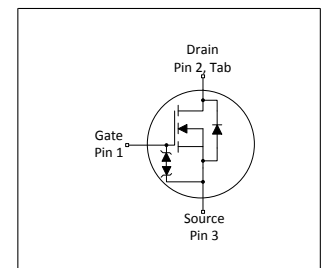 Drain
Pin 2, Tab
Gate
Pin 1
Source
Pin 3